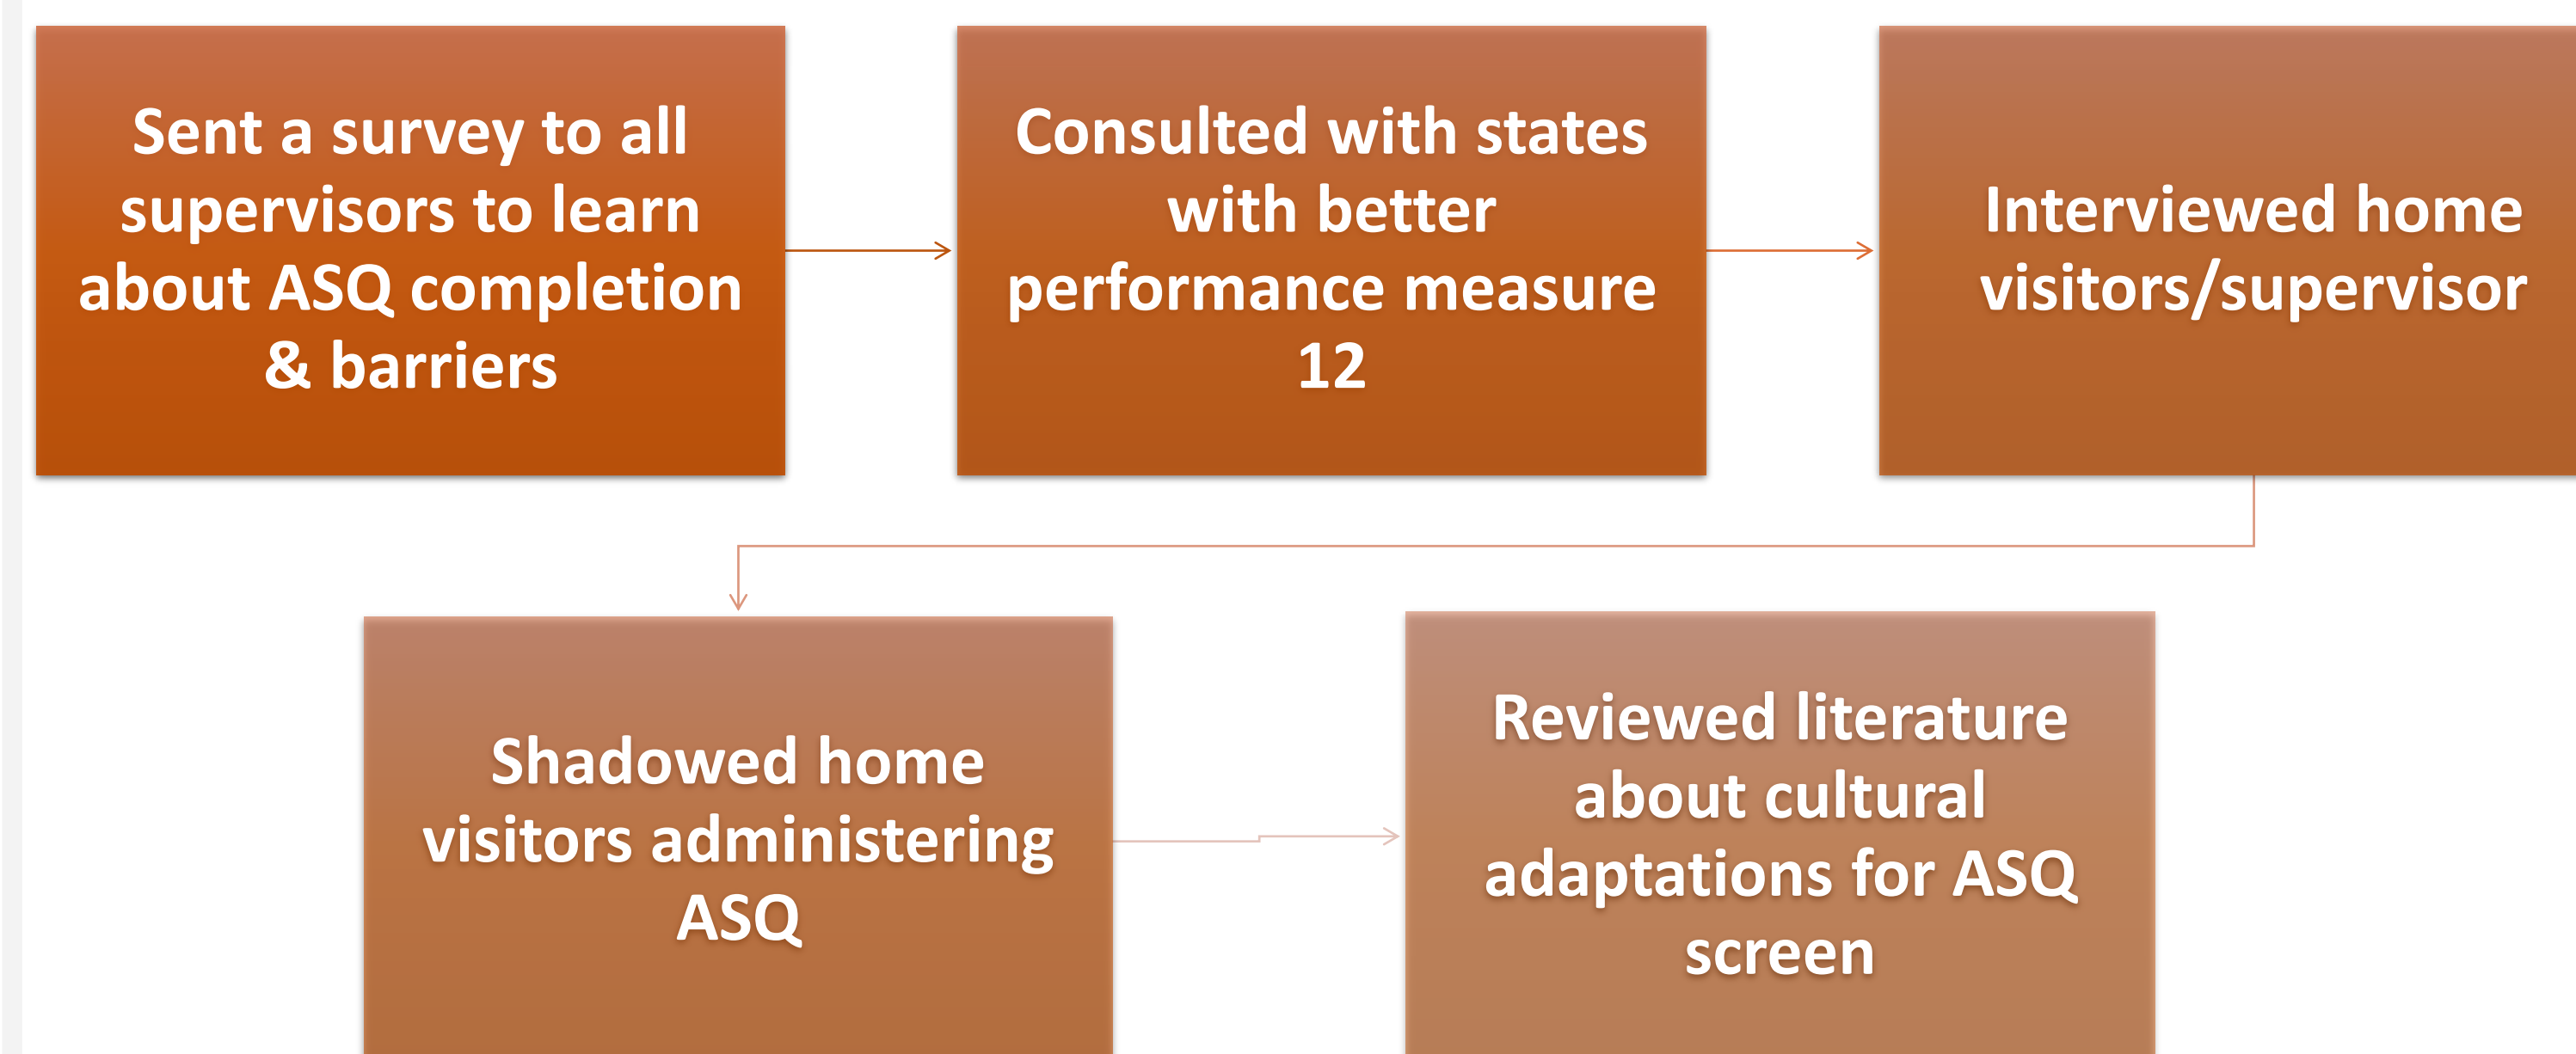 Sent a survey to all
supervisors to learn
about ASQ completion
& barriers
Consulted with states
with better
performance measure
12
Interviewed home
visitors/supervisor
Shadowed home
visitors administering
ASQ
Reviewed literature
about cultural
adaptations for ASQ
screen